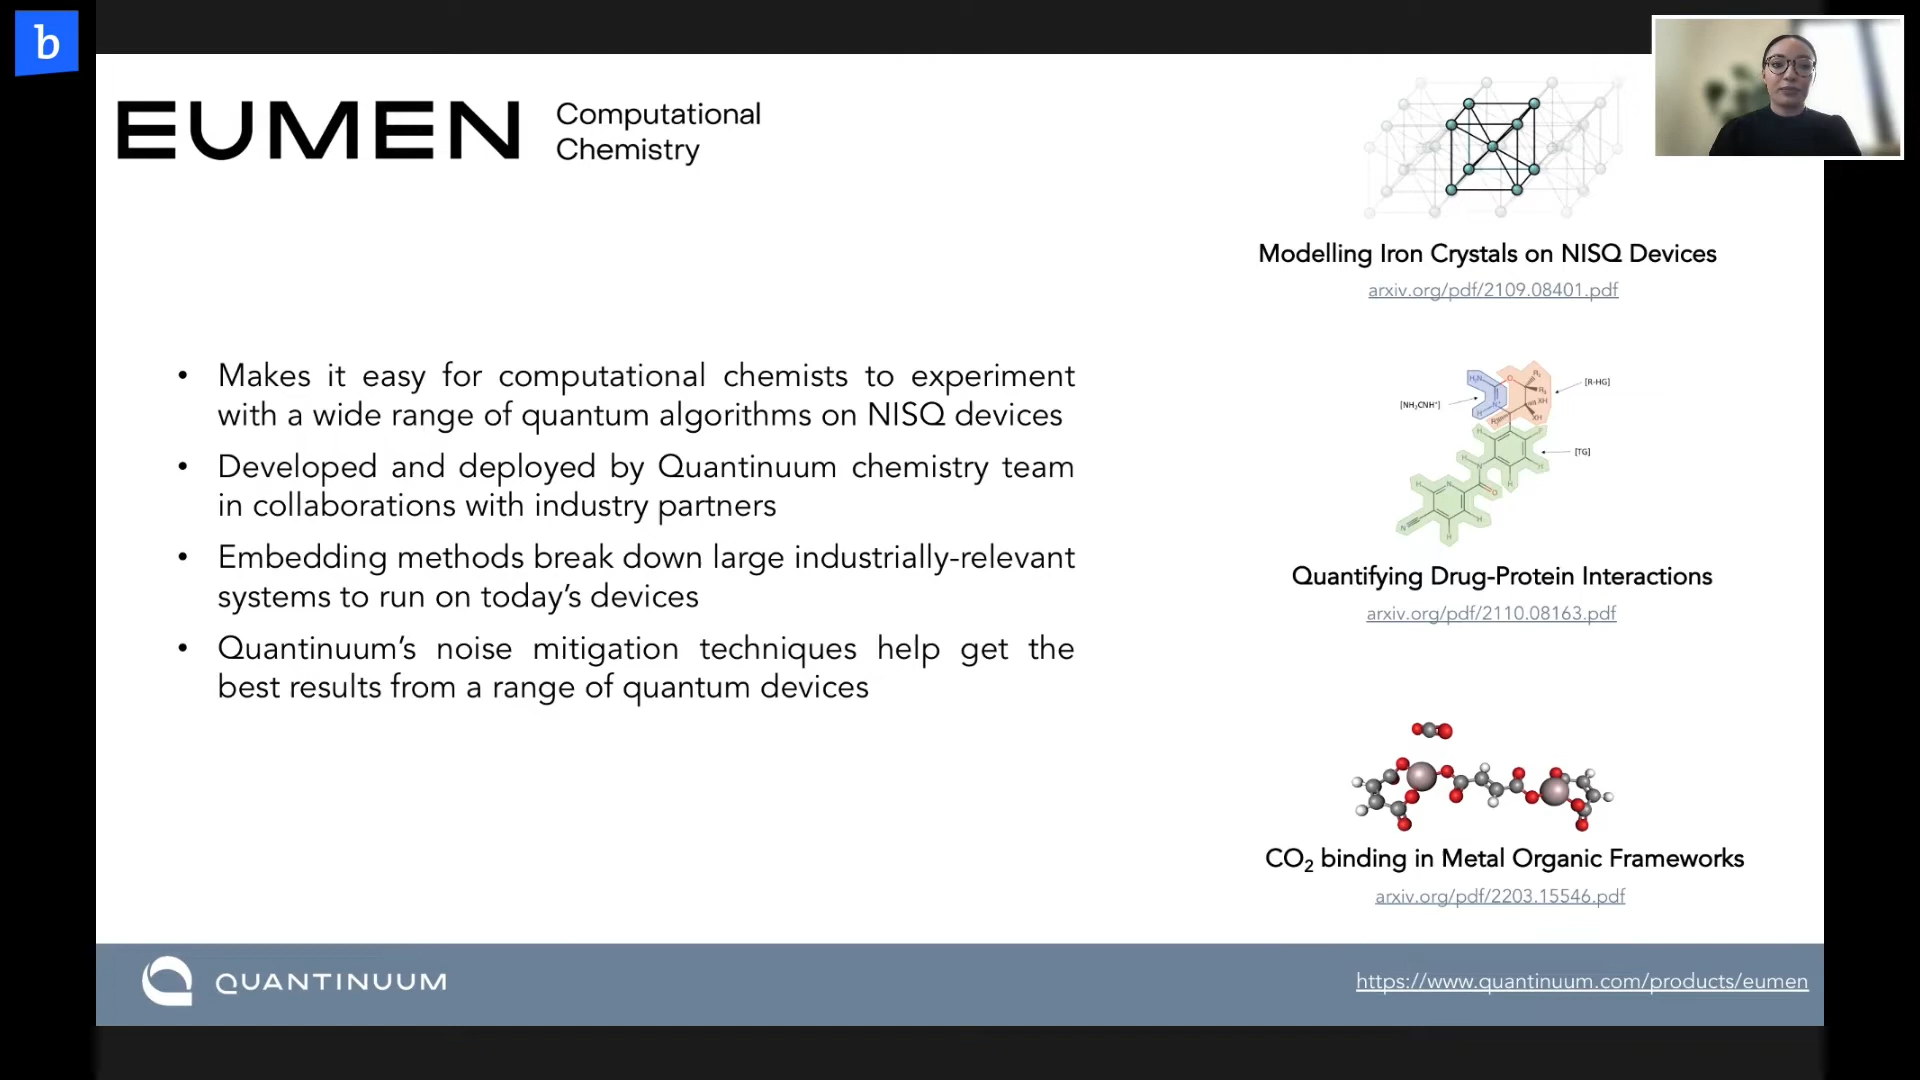 b
EUMEN
Computational
Chemistry
Modelling Iron Crystals on NISQ Devices
arxiv.org/pdf/2109.08401.pdf
• Makes it easy for computational chemists to experiment
with a wide range of quantum algorithms on NISQ devices
• Developed and deployed by Quantinuum chemistry team
in collaborations with industry partners
• Embedding methods break down large industrially-relevant
systems to run on today’s devices
• Quantinuum’s noise mitigation techniques help get the
best results from a range of quantum devices
[R-HG]
[NH₂CNH⁺]
[TG]
Quantifying Drug-Protein Interactions
arxiv.org/pdf/2110.08163.pdf
CO₂ binding in Metal Organic Frameworks
arxiv.org/pdf/2203.15546.pdf
QUANTINUUM
https://www.quantinuum.com/products/eumen